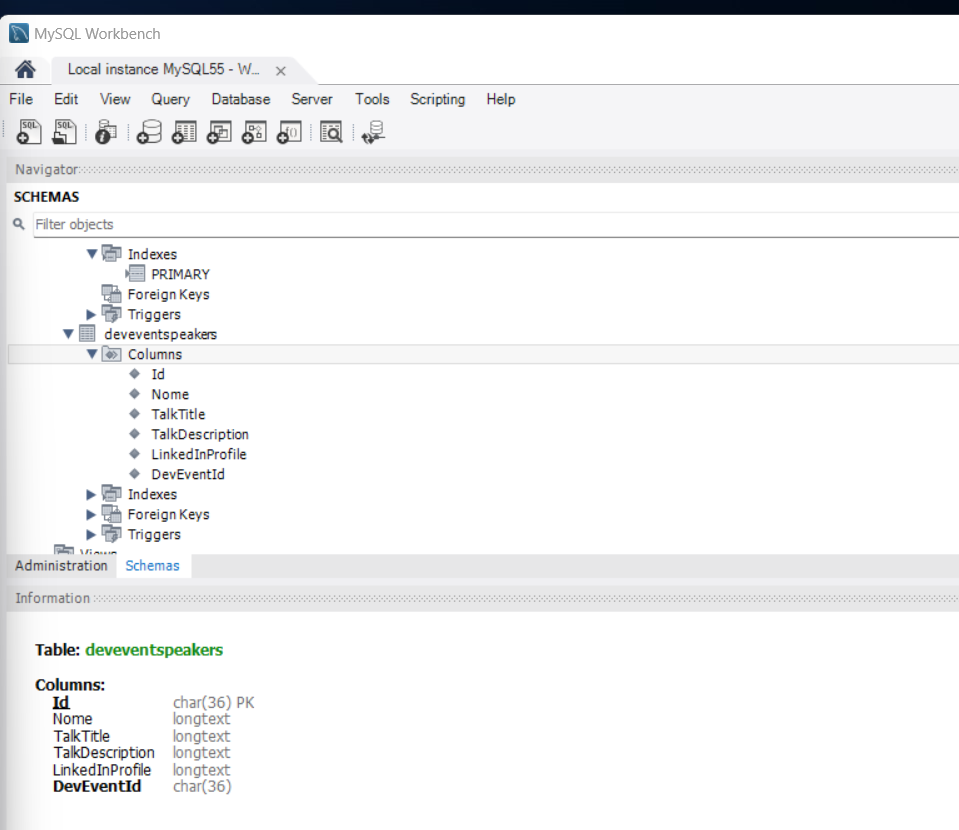 MySQL Workbench
Local instance MySQL55 - W...
File Edit View Query Database Server Tools Scripting Help
SQL SQL
Navigator
SCHEMAS
Filter objects
Indexes
PRIMARY
Foreign Keys
Triggers
deveventspeakers
Columns
Id
Nome
TalkTitle
TalkDescription
LinkedInProfile
DevEventId
Indexes
Foreign Keys
Triggers
Views
Administration Schemas
Information
Table: deveventspeakers
Columns:
Id char(36) PK
Nome longtext
TalkTitle longtext
TalkDescription longtext
LinkedInProfile longtext
DevEventId char(36)